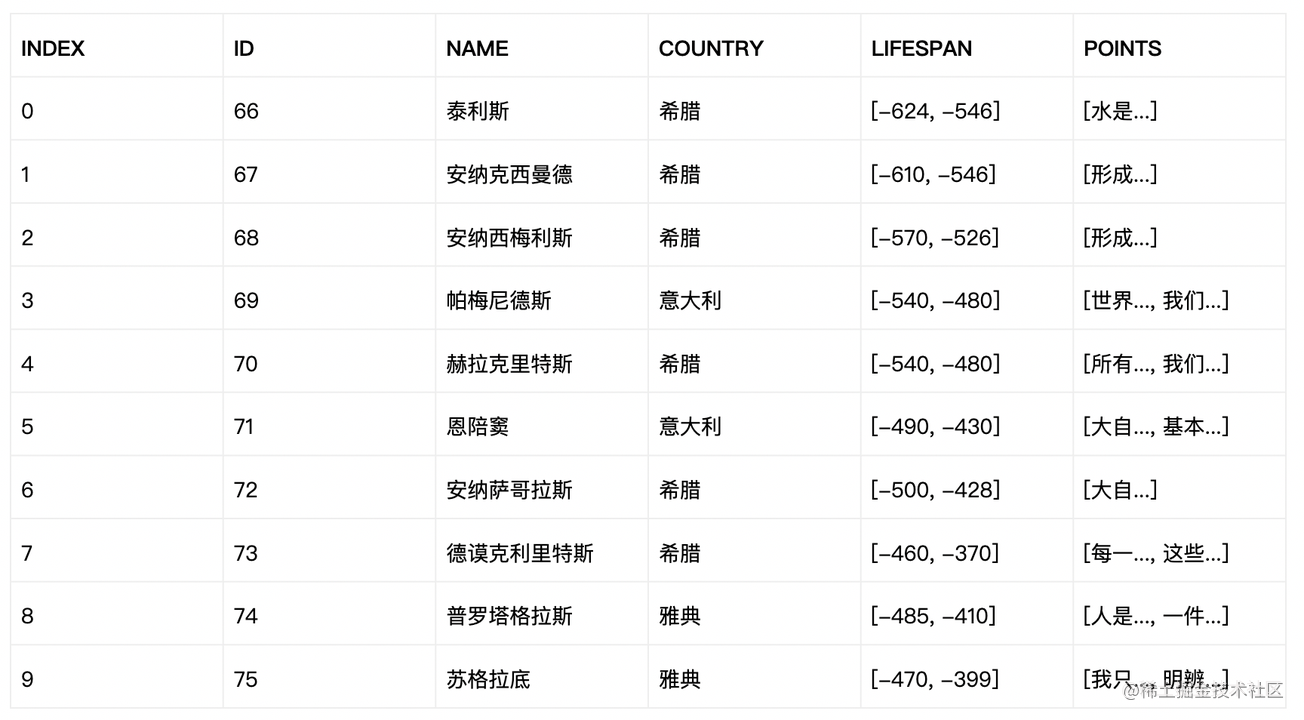 INDEX ID NAME COUNTRY LIFESPAN POINTS
0 66 泰利斯 希腊 [-624, -546] [水是...]
1 67 安纳克西曼德 希腊 [-610, -546] [形成...]
2 68 安纳西梅利斯 希腊 [-570, -526] [形成...]
3 69 帕梅尼德斯 意大利 [-540, -480] [世界..., 我们...]
4 70 赫拉克里特斯 希腊 [-540, -480] [所有..., 我们...]
5 71 恩陪窦 意大利 [-490, -430] [大自..., 基本...]
6 72 安纳萨哥拉斯 希腊 [-500, -428] [大自...]
7 73 德谟克利里特斯 希腊 [-460, -370] [每一..., 这些...]
8 74 普罗塔格拉斯 雅典 [-485, -410] [人是..., 一件...]
9 75 苏格拉底 雅典 [-470, -399] [我只..., 明辨...]
@稀土掘金技术社区